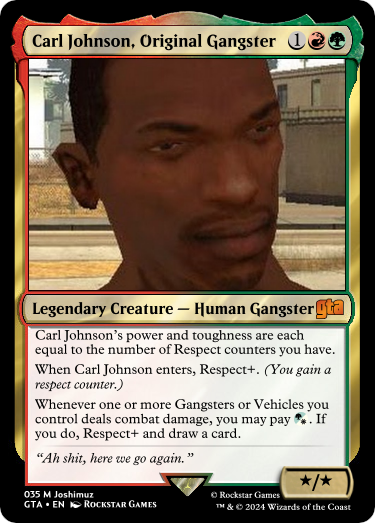 Carl Johnson, Original Gangster 1
Legendary Creature — Human Gangster gta
Carl Johnson's power and toughness are each
equal to the number of Respect counters you have.
When Carl Johnson enters, Respect+. (You gain a
respect counter.)
Whenever one or more Gangsters or Vehicles you
control deals combat damage, you may pay . If
you do, Respect+ and draw a card.
“Ah shit, here we go again.”
★/★
035 M Joshimuz
GTA • EN ROCKSTAR GAMES
© Rockstar Games
™ & © 2024 Wizards of the Coast